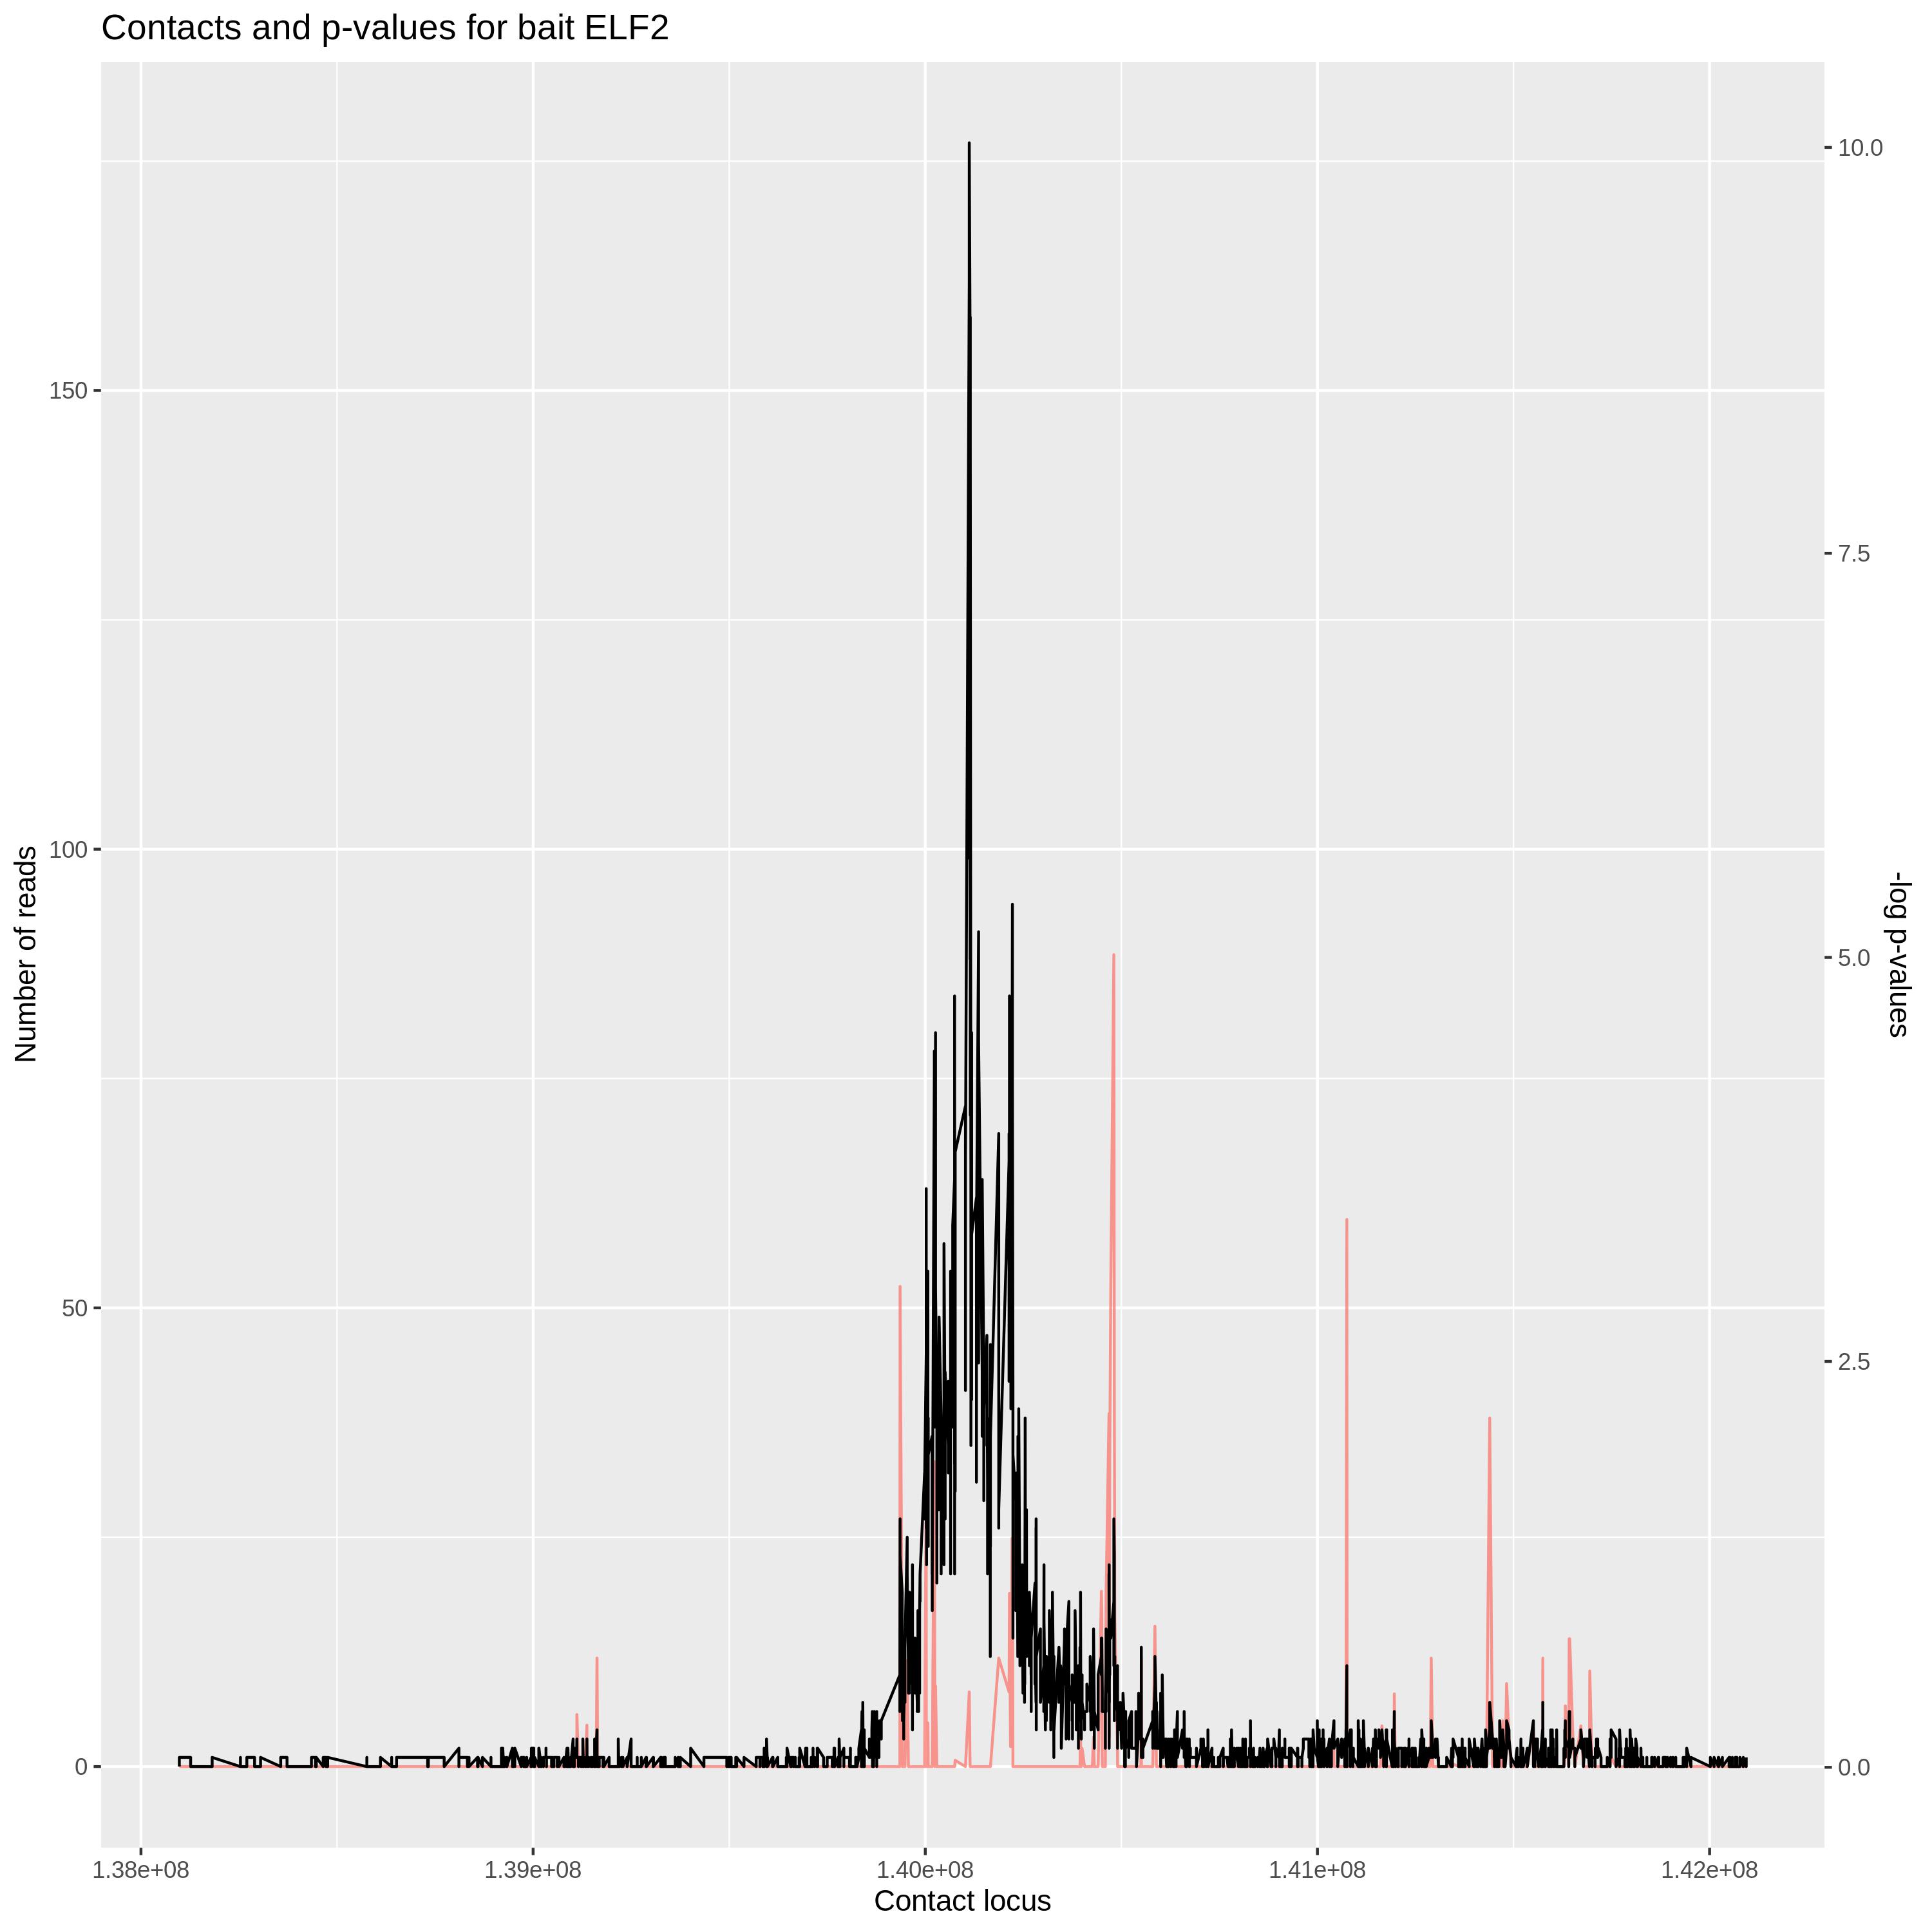 Contacts and p-values for bait ELF2
Number of reads
150
100
50
0
10.0
7.5
5.0
2.5
0.0
-log p-values
1.38e+08
1.39e+08
1.40e+08
1.41e+08
1.42e+08
Contact locus